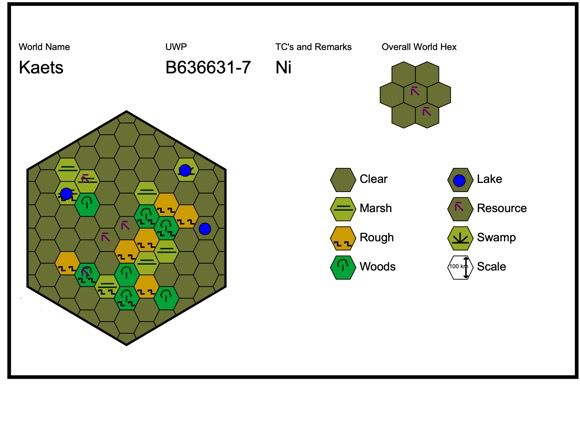 World Name UWP TC's and Remarks Overall World Hex
Kaets B636631-7 Ni
Clear Lake
Marsh Resource
Rough Swamp
Woods 100 km Scale